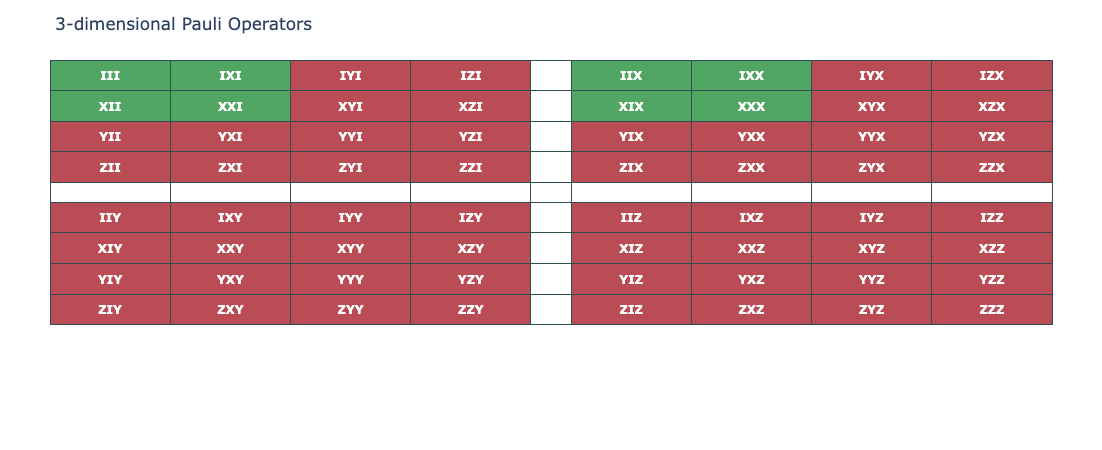 3-dimensional Pauli Operators
III IXI IYI IZI IIX IXX IYX IZX
XII XXI XYI XZI XIX XXX XYX XZX
YII YXI YYI YZI YIX YXX YYX YZX
ZII ZXI ZYI ZZI ZIX ZXX ZYX ZZX
IIY IXY IYY IZY IIZ IXZ IYZ IZZ
XIY XXY XYY XZY XIZ XXZ XYZ XZZ
YIY YXY YYY YZY YIZ YXZ YYZ YZZ
ZIY ZXY ZYY ZZY ZIZ ZXZ ZYZ ZZZ